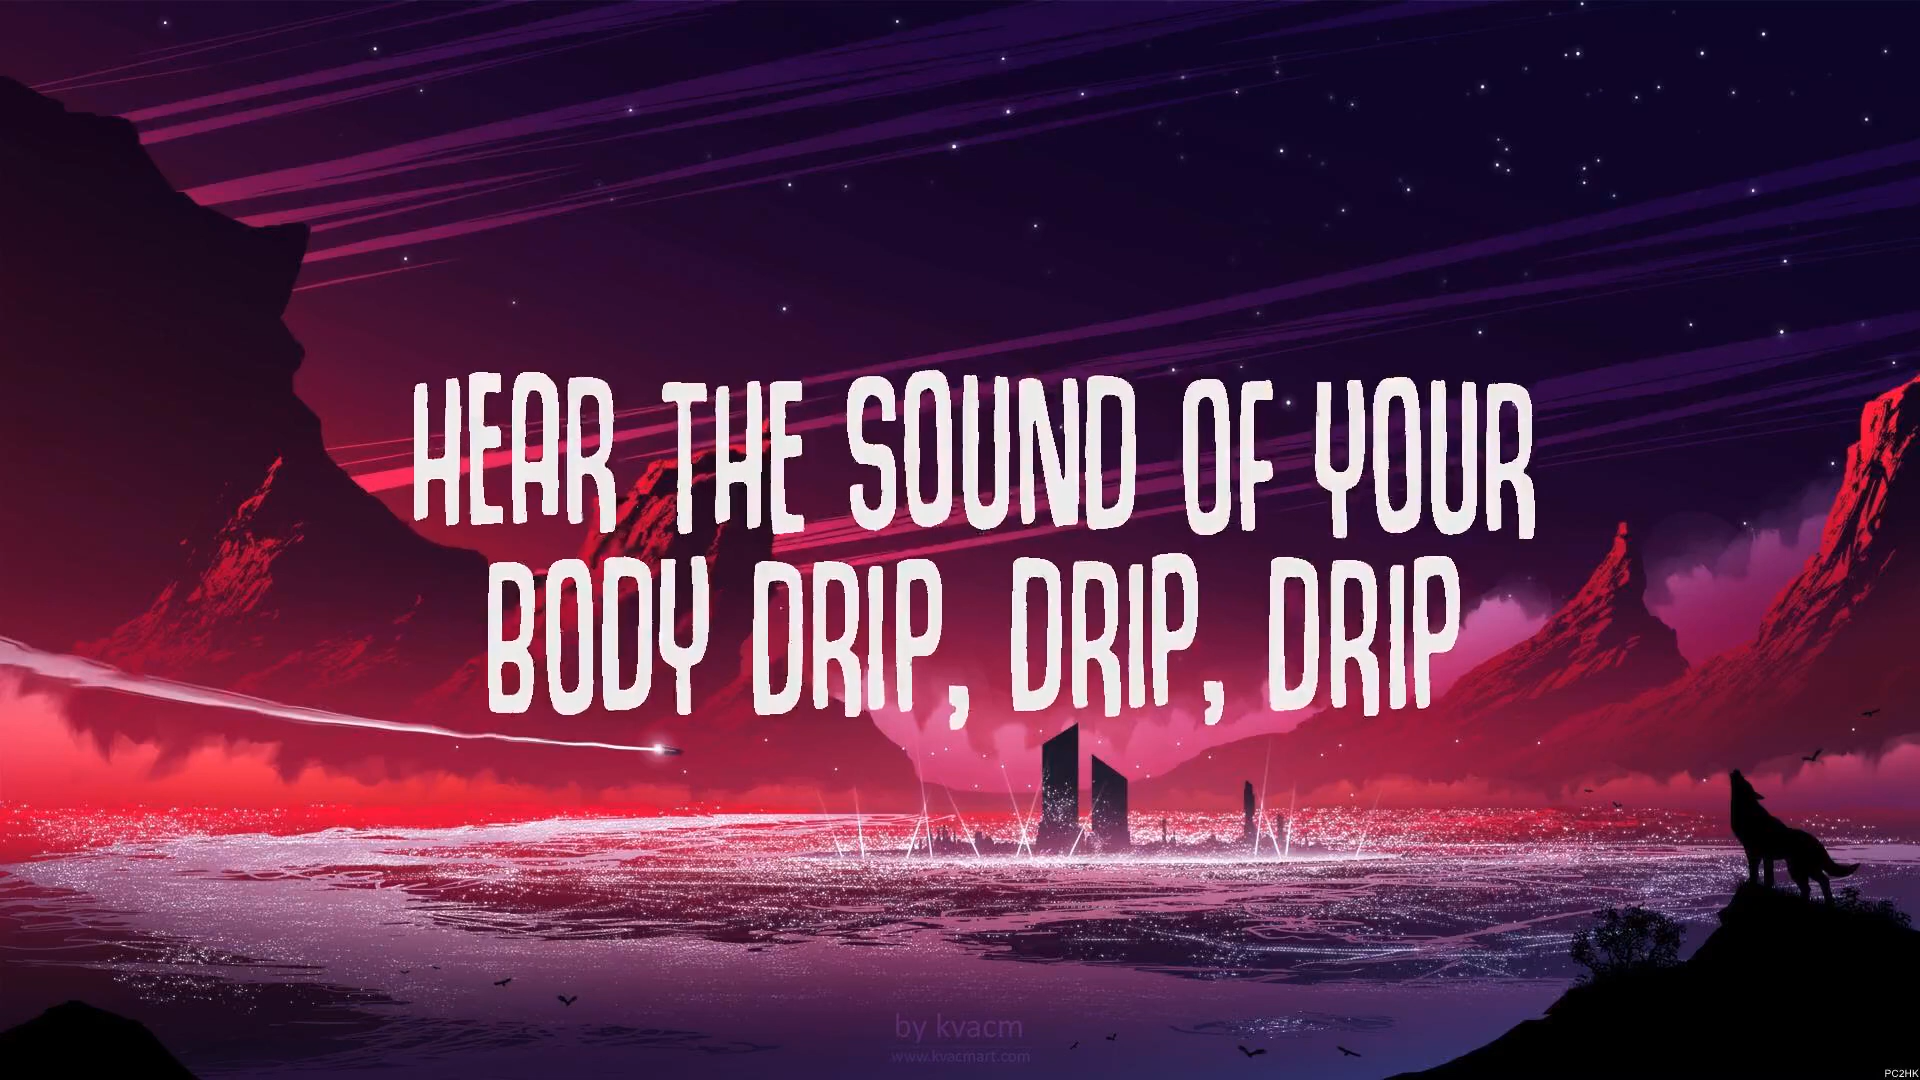 HEAR THE SOUND OF YOUR
BODY DRIP, DRIP, DRIP
by kvacm
www.kvacmart.com
PC2HK